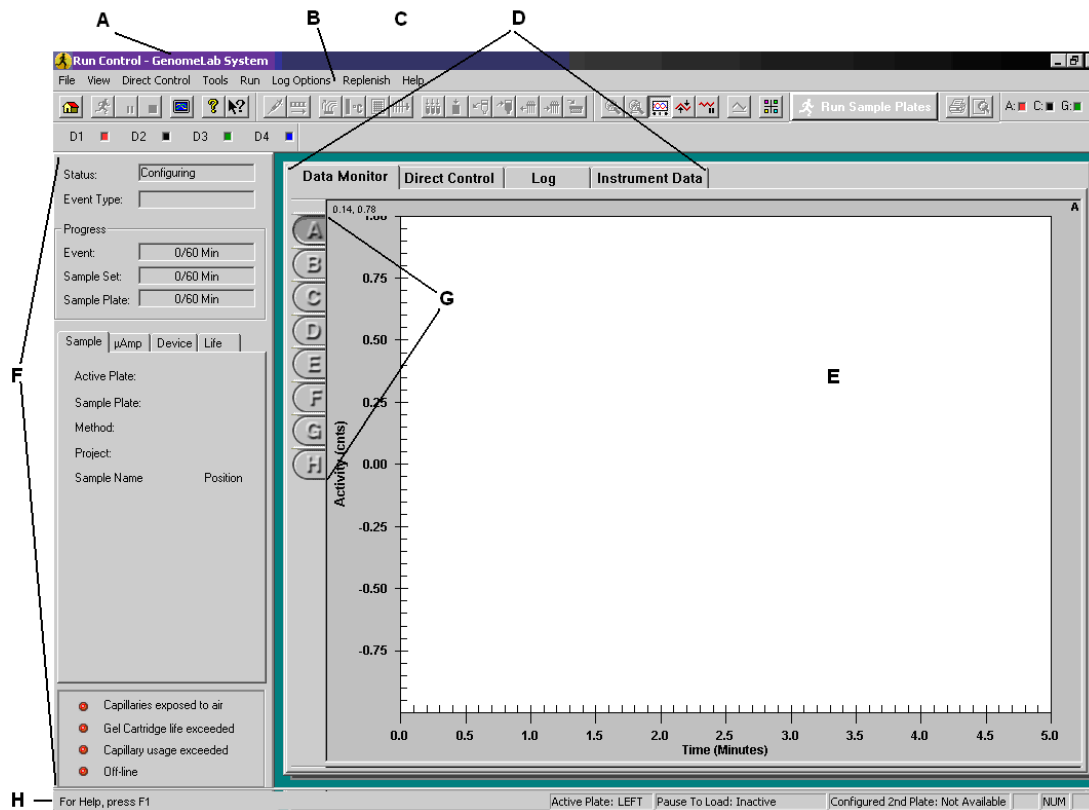 A B C D
Run Control - GenomeLab System
File View Direct Control Tools Run Log Options Replenish Help
Run Sample Plates A: C: G:
D1 D2 D3 D4
Status: Configuring
Event Type:
Progress
Event: 0/60 Min
Sample Set: 0/60 Min
Sample Plate: 0/60 Min
Sample µAmp Device Life
Active Plate:
Sample Plate:
Method:
Project:
Sample Name Position
Capillaries exposed to air
Gel Cartridge life exceeded
Capillary usage exceeded
Off-line
F
Data Monitor Direct Control Log Instrument Data
0.14, 0.78 A
A
B
C
D
E
F
G
H
G
E
Activity (cnts)
1.00
0.75
0.50
0.25
0.00
-0.25
-0.50
-0.75
0.0 0.5 1.0 1.5 2.0 2.5 3.0 3.5 4.0 4.5 5.0
Time (Minutes)
H
For Help, press F1 Active Plate: LEFT Pause To Load: Inactive Configured 2nd Plate: Not Available NUM